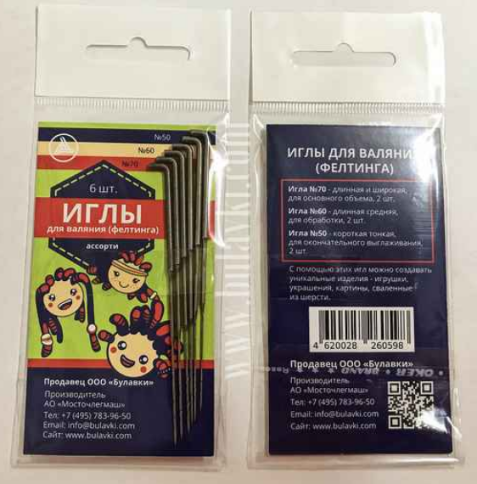 №50
№60
№70
6 шт.
ИГЛЫ
для валяния (фелтинга)
ассорти
Продавец ООО «Булавки»
Производитель
АО «Мосточлегмаш»
Тел: +7 (495) 783-96-50
Email: info@bulavki.com
Сайт: www.bulavki.com
ИГЛЫ ДЛЯ ВАЛЯНИ
(ФЕЛТИНГА)
Игла №70 - длинная и широкая,
для основного объема, 2 шт.
Игла №60 - длинная средняя,
для обработки, 2 шт.
Игла №50 - короткая тонкая,
для окончательного выглаживания,
2 шт.
С помощью этих игл можно создавать
уникальные изделия - игрушки,
украшения, картины, сваленные
из шерсти.
4 620028 260598
Продавец ООО «Булавки»
OKER BRAND
Производитель
АО «Мосточлегмаш»
Тел: +7 (495) 783-96-50
Email: info@bulavki.com
Сайт: www.bulavki.com